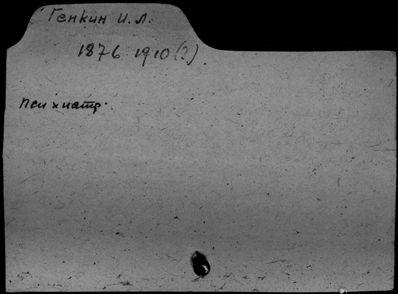 Генкин И. Л.
1876 1910(?)
психиатр.